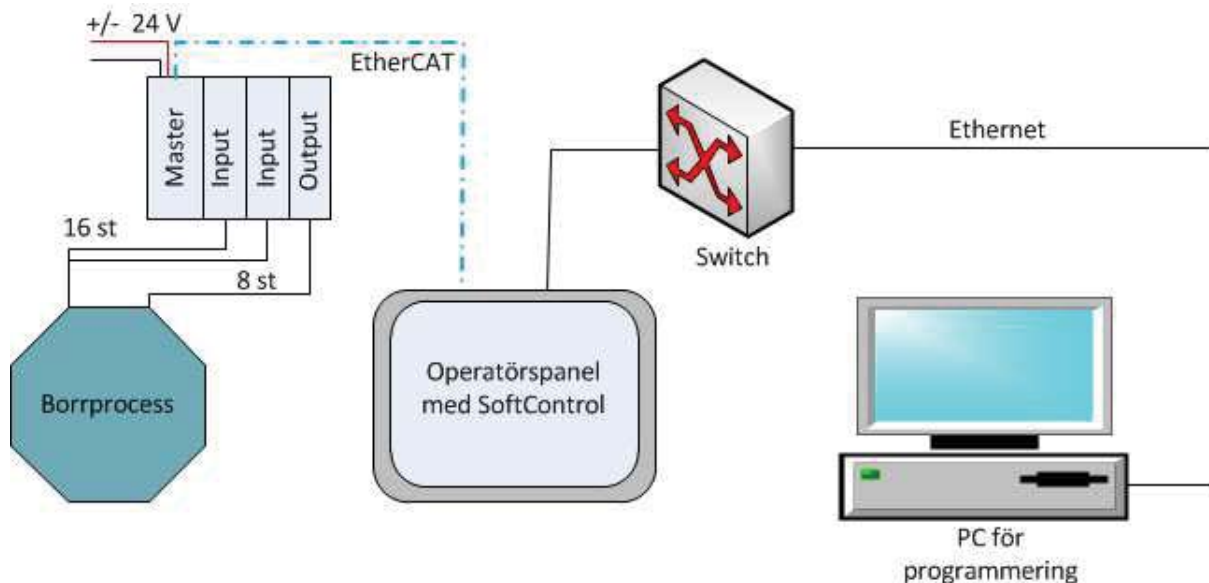 +/- 24 V
EtherCAT
Master
Input
Input
Output
16 st
8 st
Borrprocess
Operatörspanel
med SoftControl
Switch
Ethernet
PC för
programmering